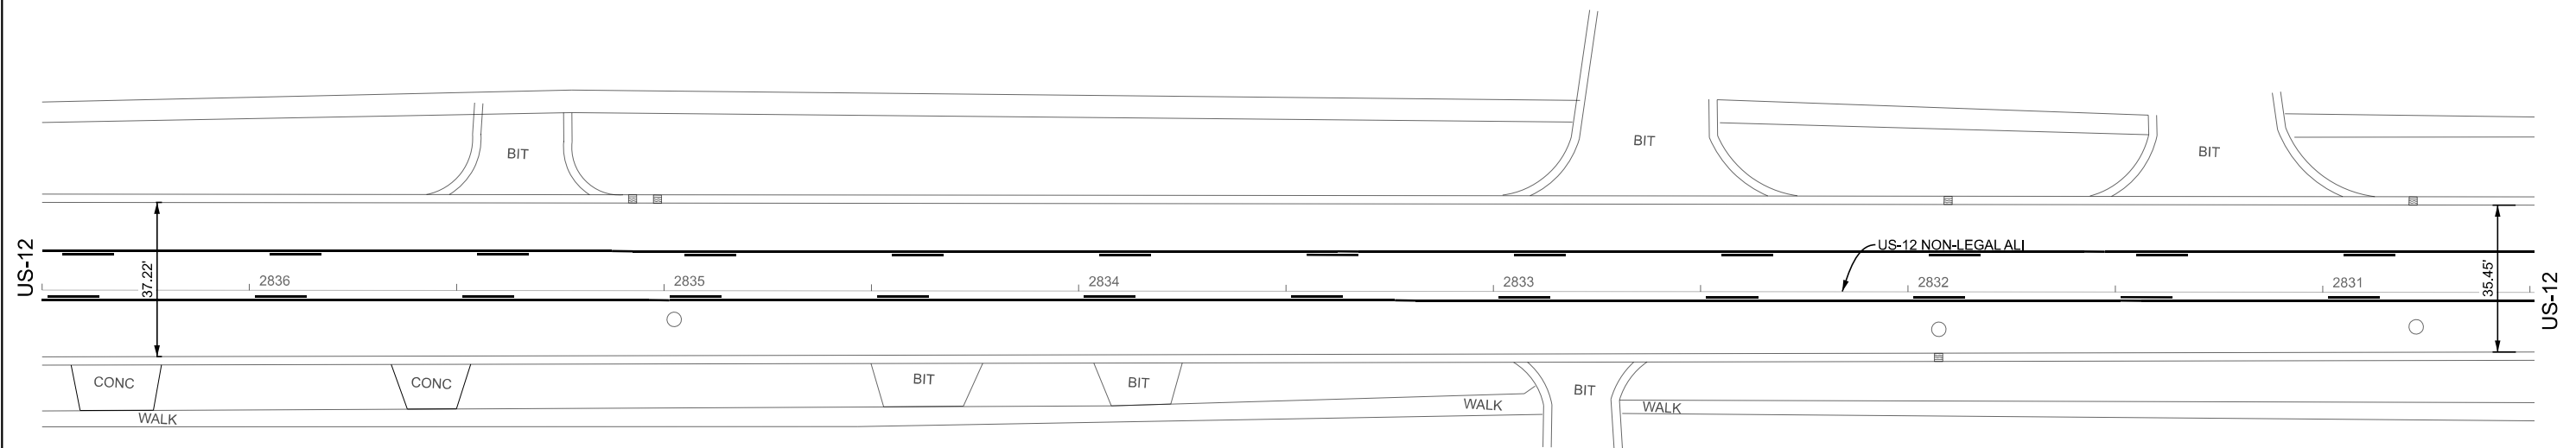 BIT
BIT
BIT
US-12
37.22'
2836
2835
2834
2833
US-12 NON-LEGAL ALI
2832
2831
35.45'
US-12
CONC
CONC
BIT
BIT
BIT
WALK
WALK
WALK